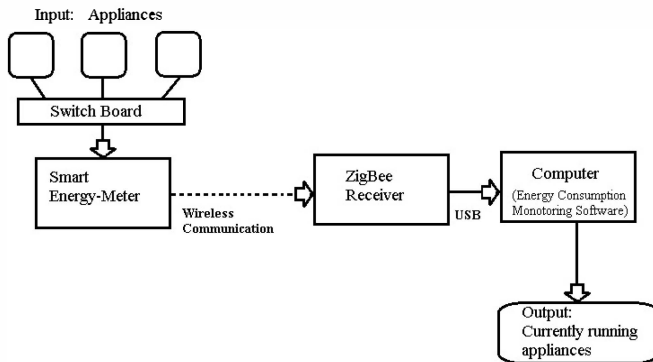 Input: Appliances
Switch Board
Smart
Energy-Meter
Wireless
Communication
ZigBee
Receiver
USB
Computer
(Energy Consumption
Monotoring Software)
Output:
Currently running
appliances